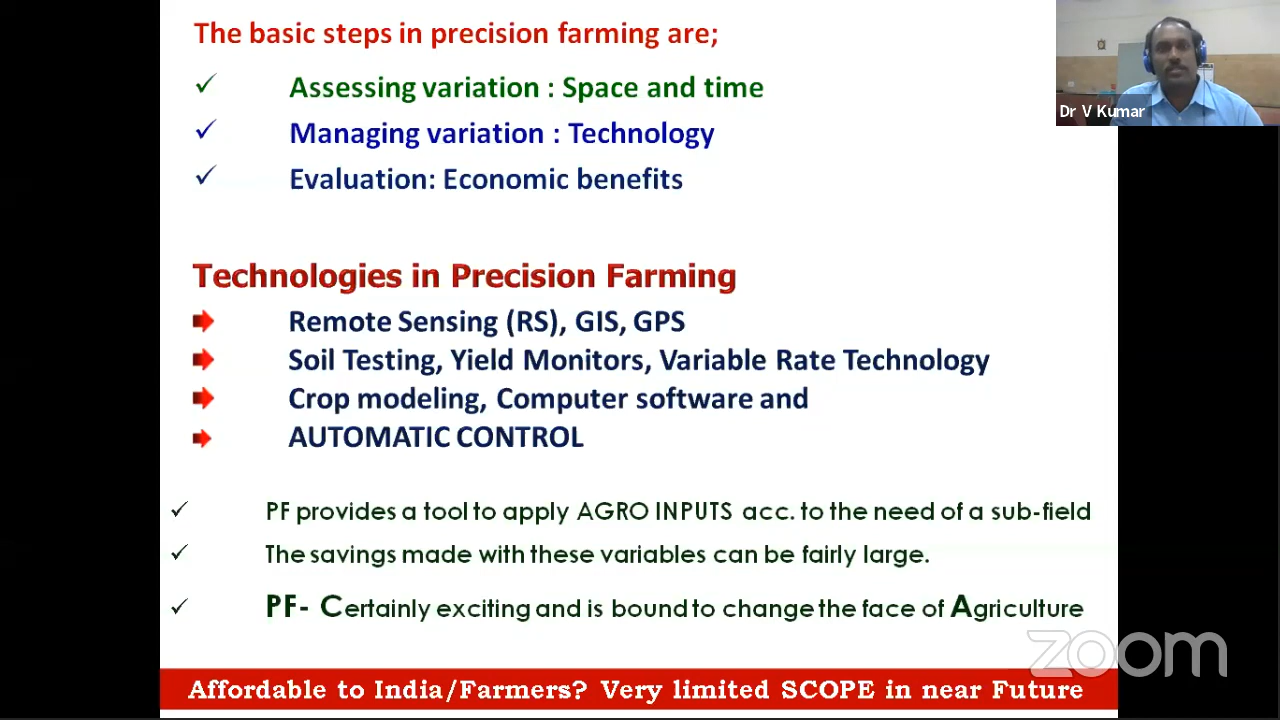 The basic steps in precision farming are;
Assessing variation : Space and time
Managing variation : Technology
Evaluation: Economic benefits
Technologies in Precision Farming
Remote Sensing (RS), GIS, GPS
Soil Testing, Yield Monitors, Variable Rate Technology
Crop modeling, Computer software and
AUTOMATIC CONTROL
PF provides a tool to apply AGRO INPUTS acc. to the need of a sub-field
The savings made with these variables can be fairly large.
PF- Certainly exciting and is bound to change the face of Agriculture
Affordable to India/Farmers? Very limited SCOPE in near Future
Dr V Kumar
zoom